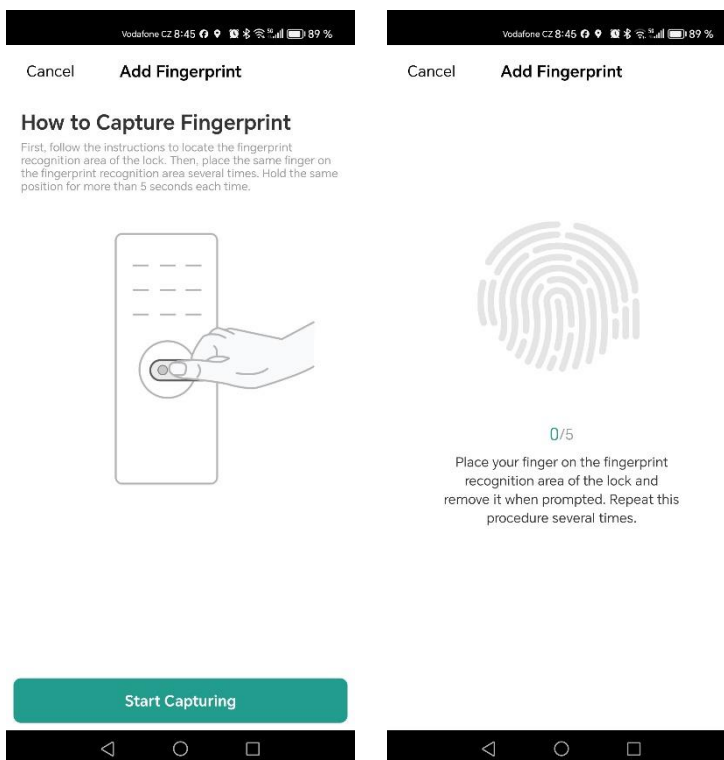 Vodafone CZ 8:45 89 %
Cancel Add Fingerprint
How to Capture Fingerprint
First, follow the instructions to locate the fingerprint
recognition area of the lock. Then, place the same finger on
the fingerprint recognition area several times. Hold the same
position for more than 5 seconds each time.
Start Capturing
Vodafone CZ 8:45 89 %
Cancel Add Fingerprint
0/5
Place your finger on the fingerprint
recognition area of the lock and
remove it when prompted. Repeat this
procedure several times.